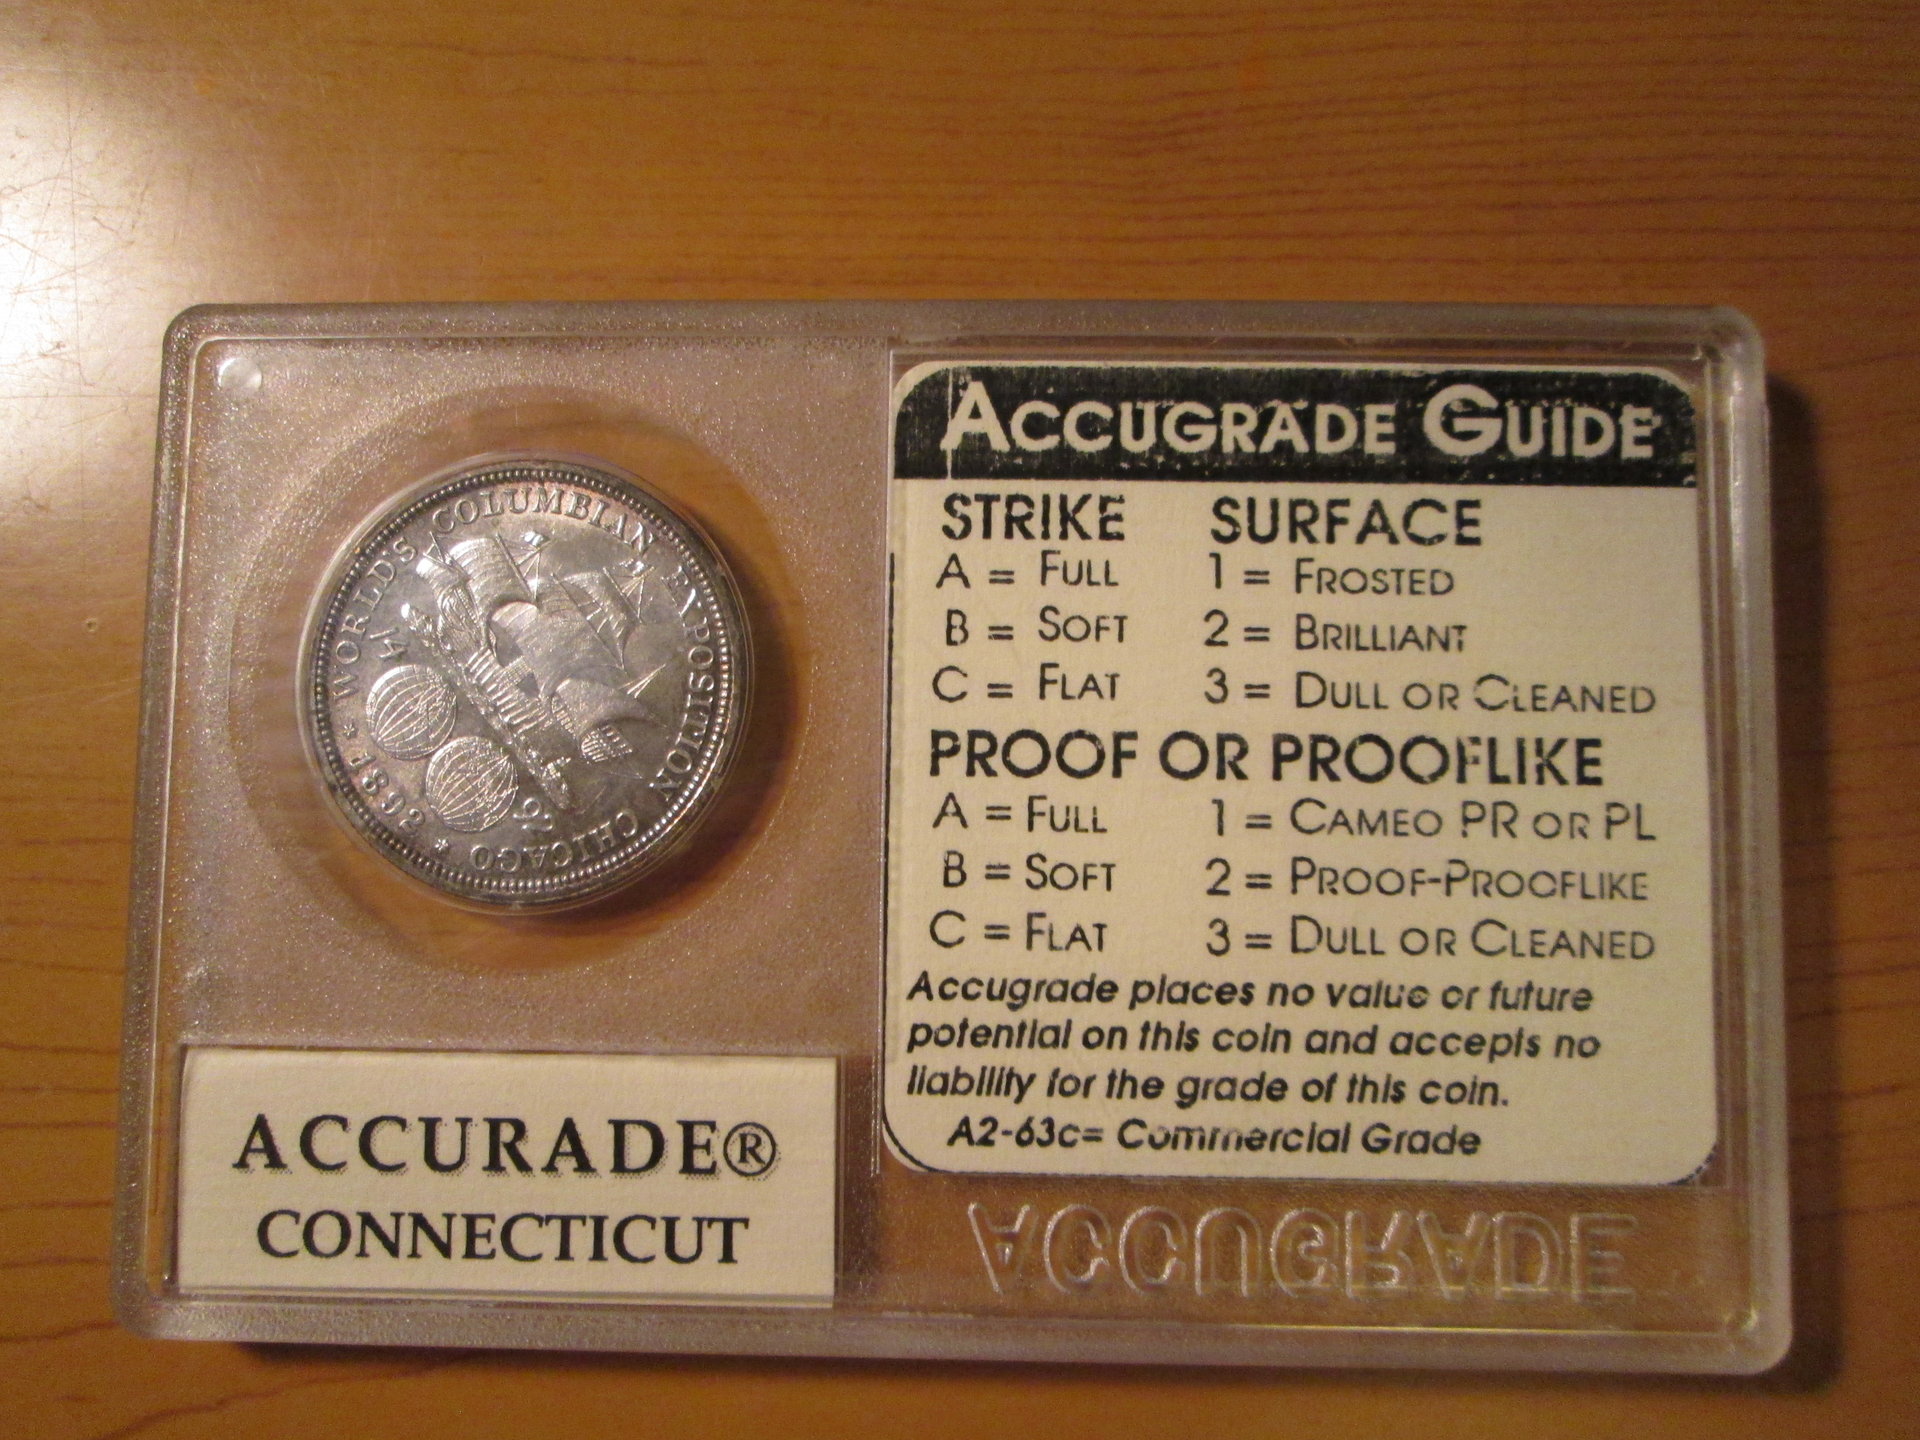 WORLD'S COLUMBIAN EXPOSITION CHICAGO
* 1892 *
14 92
ACCURADE®
CONNECTICUT
ACCUGRADE GUIDE
STRIKE SURFACE
A = FULL 1 = FROSTED
B = SOFT 2 = BRILLIANT
C = FLAT 3 = DULL OR CLEANED
PROOF OR PROOFLIKE
A = FULL 1 = CAMEO PR OR PL
B = SOFT 2 = PROOF-PROOFLIKE
C = FLAT 3 = DULL OR CLEANED
Accugrade places no value or future
potential on this coin and accepts no
liability for the grade of this coin.
A2-63c= Commercial Grade
ACCUGRADE